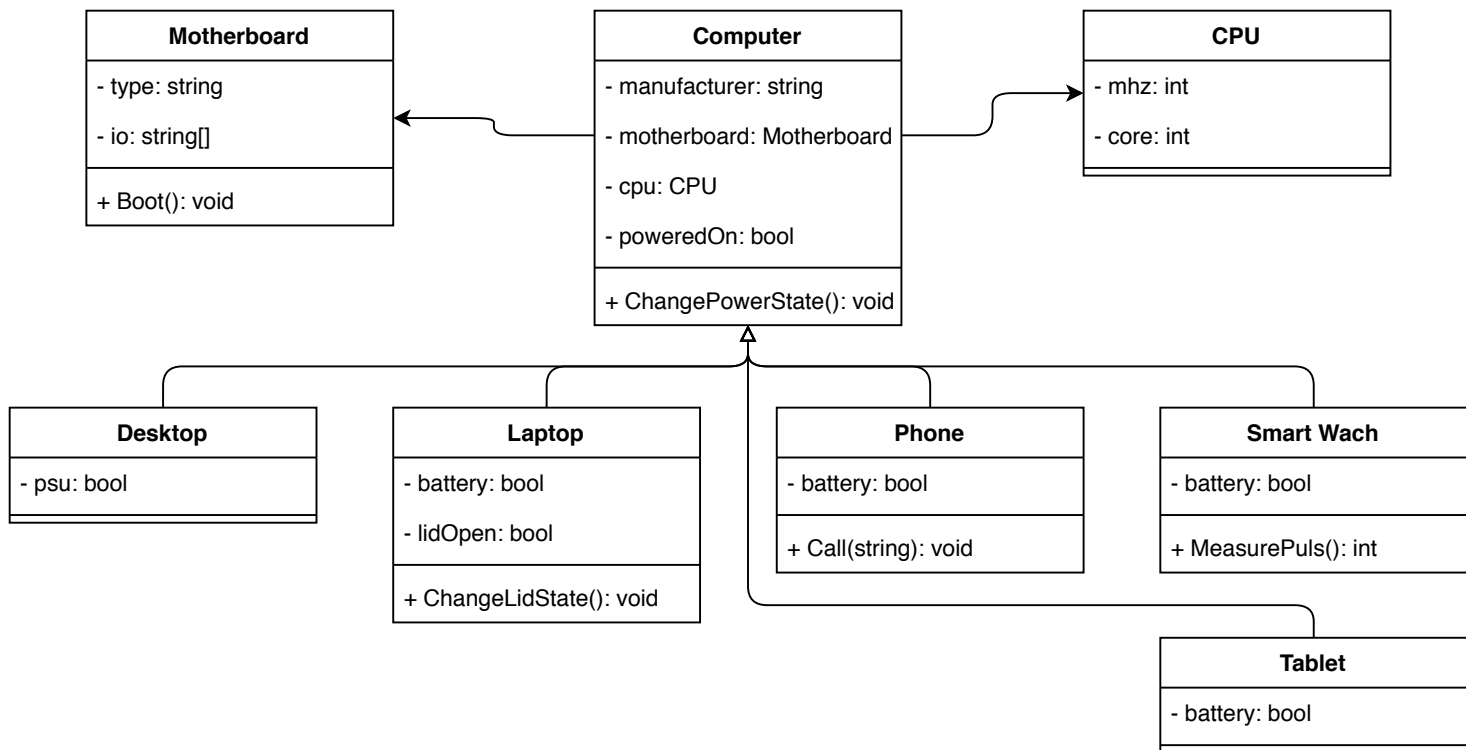 Motherboard
- type: string
- io: string[]
+ Boot(): void
Computer
- manufacturer: string
- motherboard: Motherboard
- cpu: CPU
- poweredOn: bool
+ ChangePowerState(): void
CPU
- mhz: int
- core: int
Desktop
- psu: bool
Laptop
- battery: bool
- lidOpen: bool
+ ChangeLidState(): void
Phone
- battery: bool
+ Call(string): void
Smart Wach
- battery: bool
+ MeasurePuls(): int
Tablet
- battery: bool